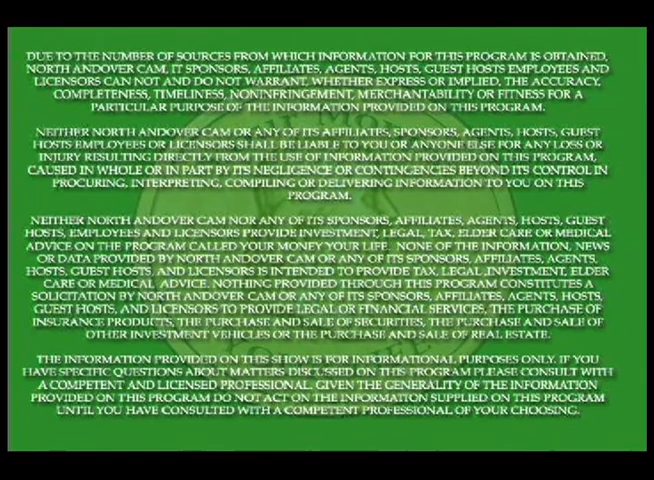 DUE TO THE NUMBER OF SOURCES FROM WHICH INFORMATION FOR THIS PROGRAM IS OBTAINED,
NORTH ANDOVER CAM, IT SPONSORS, AFFILIATES, AGENTS, HOSTS, GUEST HOSTS EMPLOYEES AND
LICENSORS CAN NOT AND DO NOT WARRANT, WHETHER EXPRESS OR IMPLIED, THE ACCURACY,
COMPLETENESS, TIMELINESS, NONINFRINGEMENT, MERCHANTABILITY OR FITNESS FOR A
PARTICULAR PURPOSE OF THE INFORMATION PROVIDED ON THIS PROGRAM.
NEITHER NORTH ANDOVER CAM OR ANY OF ITS AFFILIATES, SPONSORS, AGENTS, HOSTS, GUEST
HOSTS EMPLOYEES OR LICENSORS SHALL BE LIABLE TO YOU OR ANYONE ELSE FOR ANY LOSS OR
INJURY RESULTING DIRECTLY FROM THE USE OF INFORMATION PROVIDED ON THIS PROGRAM,
CAUSED IN WHOLE OR IN PART BY ITS NEGLIGENCE OR CONTINGENCIES BEYOND ITS CONTROL IN
PROCURING, INTERPRETING, COMPILING OR DELIVERING INFORMATION TO YOU ON THIS
PROGRAM.
NEITHER NORTH ANDOVER CAM NOR ANY OF ITS SPONSORS, AFFILIATES, AGENTS, HOSTS, GUEST
HOSTS, EMPLOYEES AND LICENSORS PROVIDE INVESTMENT, LEGAL, TAX, ELDER CARE OR MEDICAL
ADVICE ON THE PROGRAM CALLED YOUR MONEY YOUR LIFE. NONE OF THE INFORMATION, NEWS
OR DATA PROVIDED BY NORTH ANDOVER CAM OR ANY OF ITS SPONSORS, AFFILIATES, AGENTS,
HOSTS, GUEST HOSTS, AND LICENSORS IS INTENDED TO PROVIDE TAX, LEGAL ,INVESTMENT, ELDER
CARE OR MEDICAL ADVICE. NOTHING PROVIDED THROUGH THIS PROGRAM CONSTITUTES A
SOLICITATION BY NORTH ANDOVER CAM OR ANY OF ITS SPONSORS, AFFILIATES, AGENTS, HOSTS,
GUEST HOSTS, AND LICENSORS TO PROVIDE LEGAL OR FINANCIAL SERVICES, THE PURCHASE OF
INSURANCE PRODUCTS, THE PURCHASE AND SALE OF SECURITIES, THE PURCHASE AND SALE OF
OTHER INVESTMENT VEHICLES OR THE PURCHASE AND SALE OF REAL ESTATE.
THE INFORMATION PROVIDED ON THIS SHOW IS FOR INFORMATIONAL PURPOSES ONLY. IF YOU
HAVE SPECIFIC QUESTIONS ABOUT MATTERS DISCUSSED ON THIS PROGRAM PLEASE CONSULT WITH
A COMPETENT AND LICENSED PROFESSIONAL. GIVEN THE GENERALITY OF THE INFORMATION
PROVIDED ON THIS PROGRAM DO NOT ACT ON THE INFORMATION SUPPLIED ON THIS PROGRAM
UNTIL YOU HAVE CONSULTED WITH A COMPETENT PROFESSIONAL OF YOUR CHOOSING.